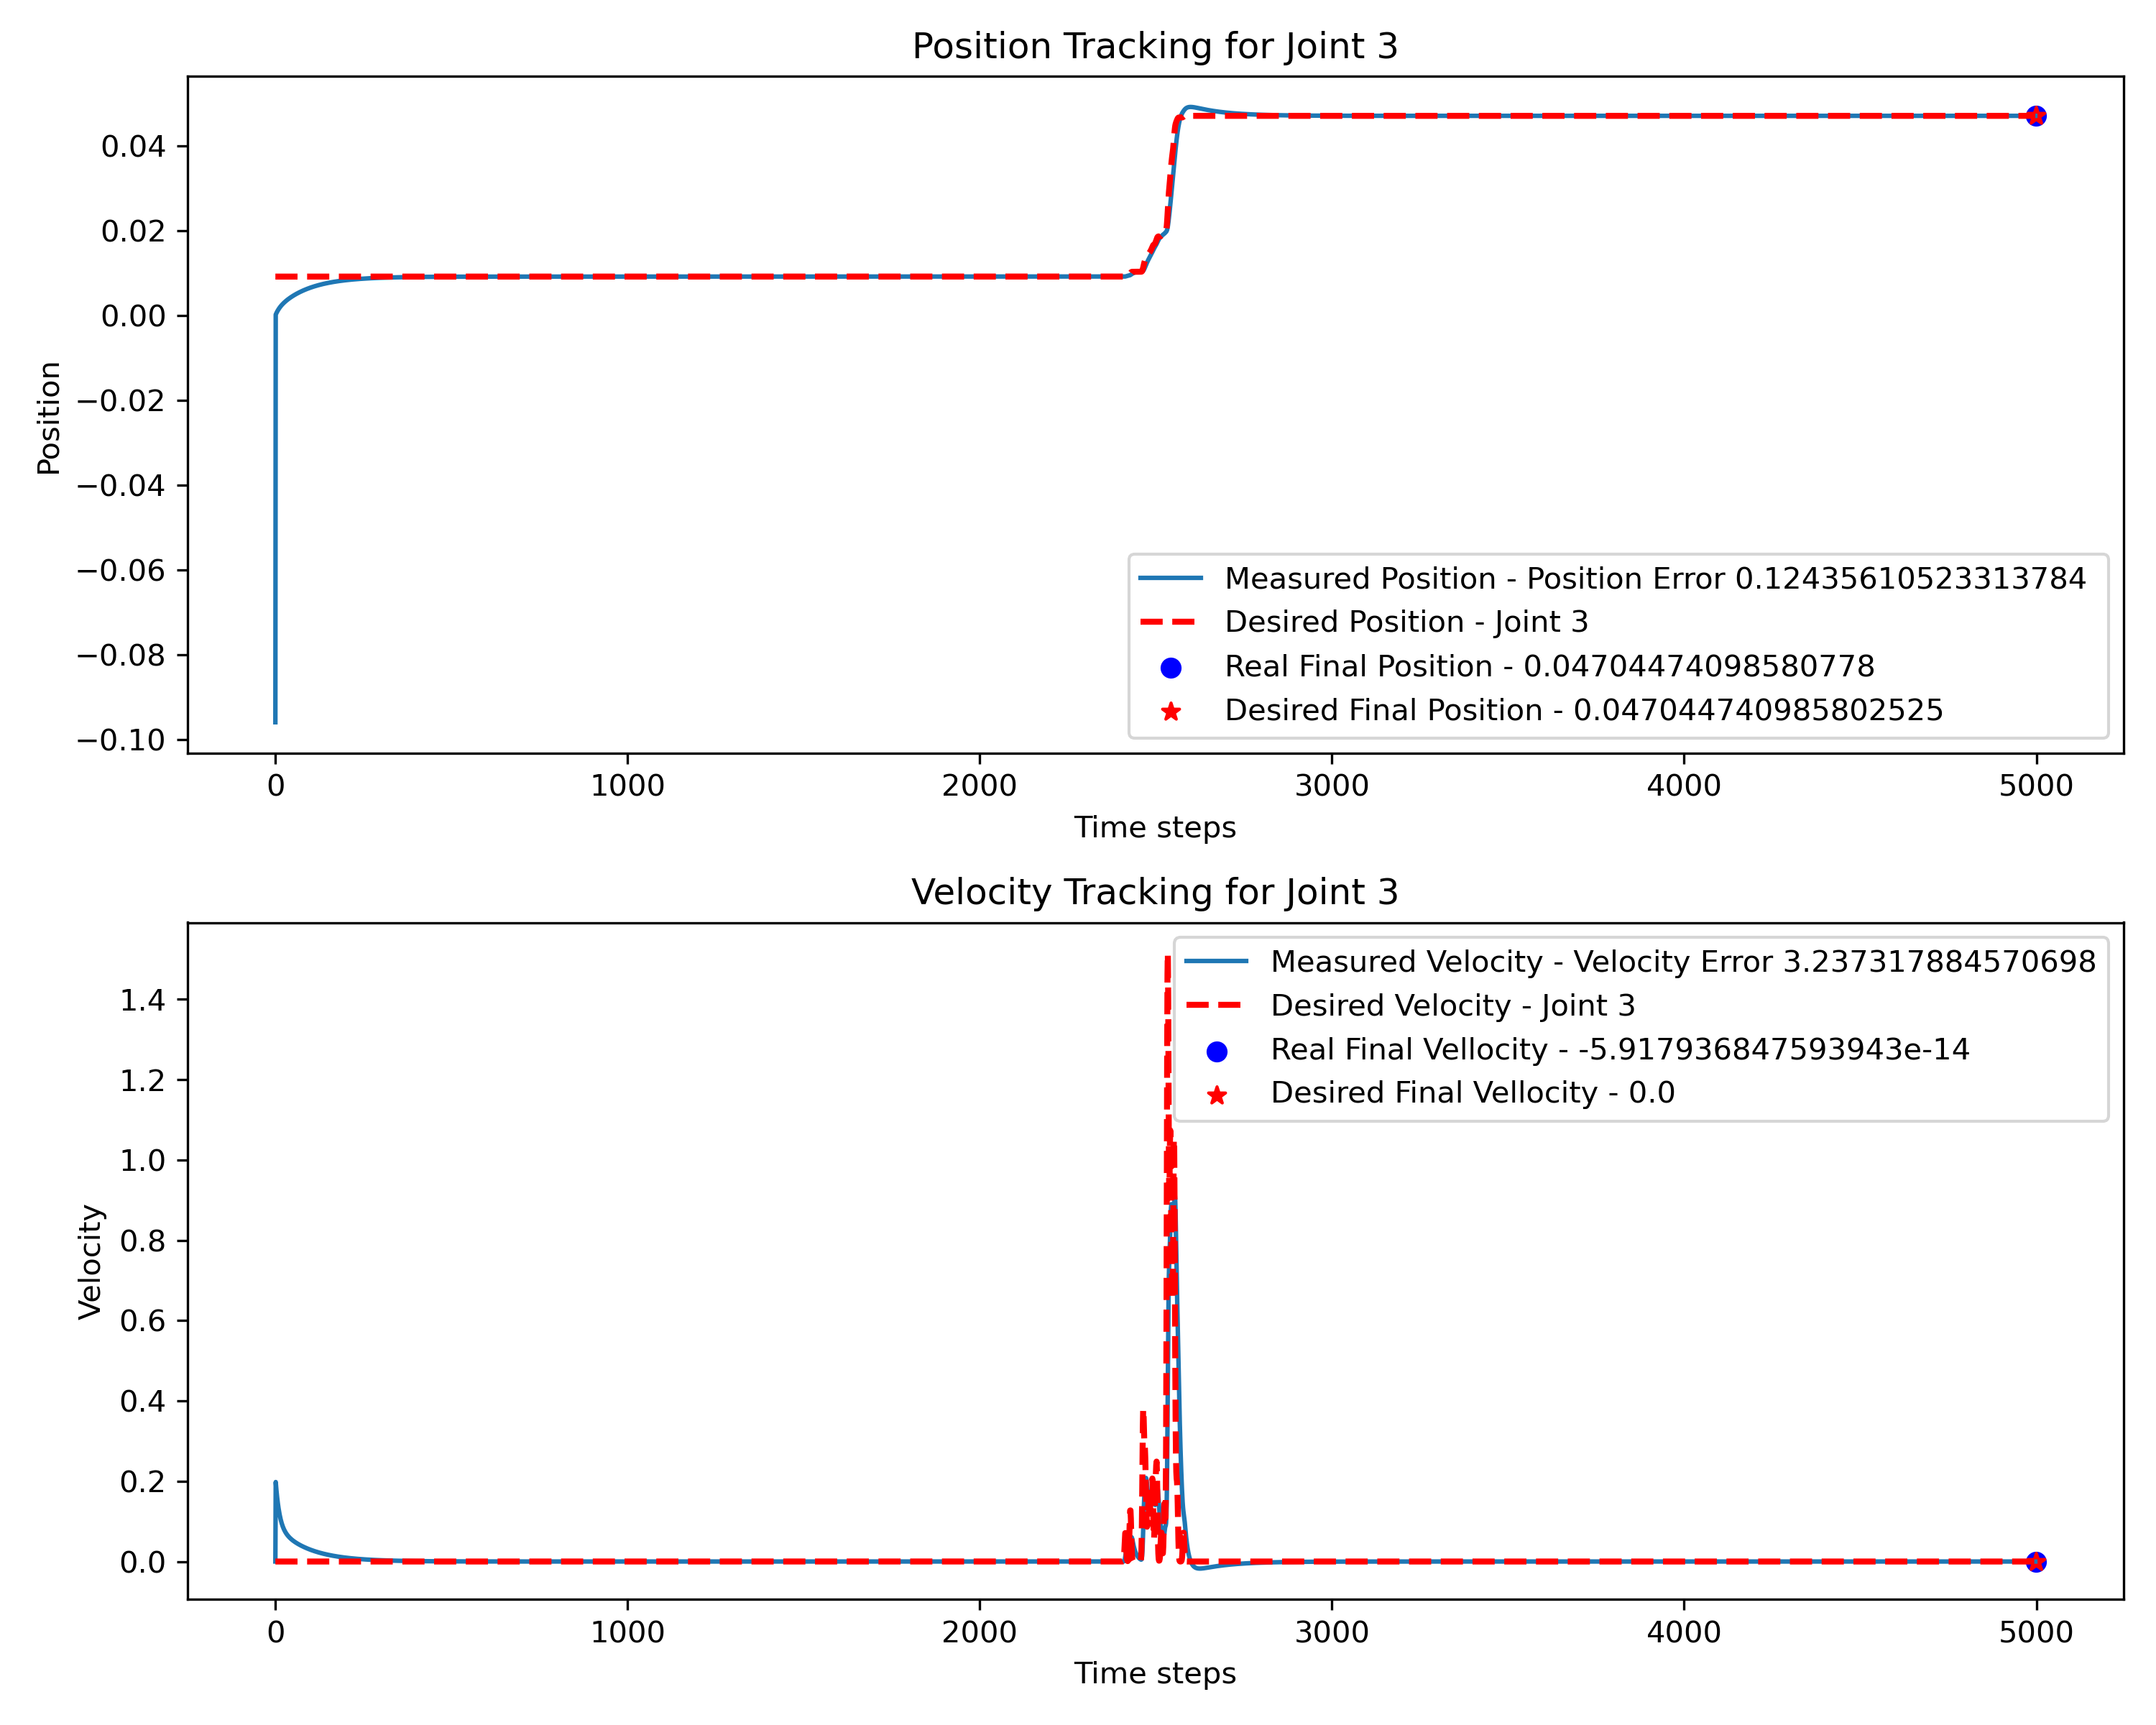 Position Tracking for Joint 3
Position
0.04
0.02
0.00
−0.02
−0.04
−0.06
−0.08
−0.10
Measured Position - Position Error 0.12435610523313784
Desired Position - Joint 3
Real Final Position - 0.04704474098580778
Desired Final Position - 0.047044740985802525
0 1000 2000 3000 4000 5000
Time steps
Velocity Tracking for Joint 3
Velocity
1.4
1.2
1.0
0.8
0.6
0.4
0.2
0.0
Measured Velocity - Velocity Error 3.237317884570698
Desired Velocity - Joint 3
Real Final Vellocity - -5.917936847593943e-14
Desired Final Vellocity - 0.0
0 1000 2000 3000 4000 5000
Time steps